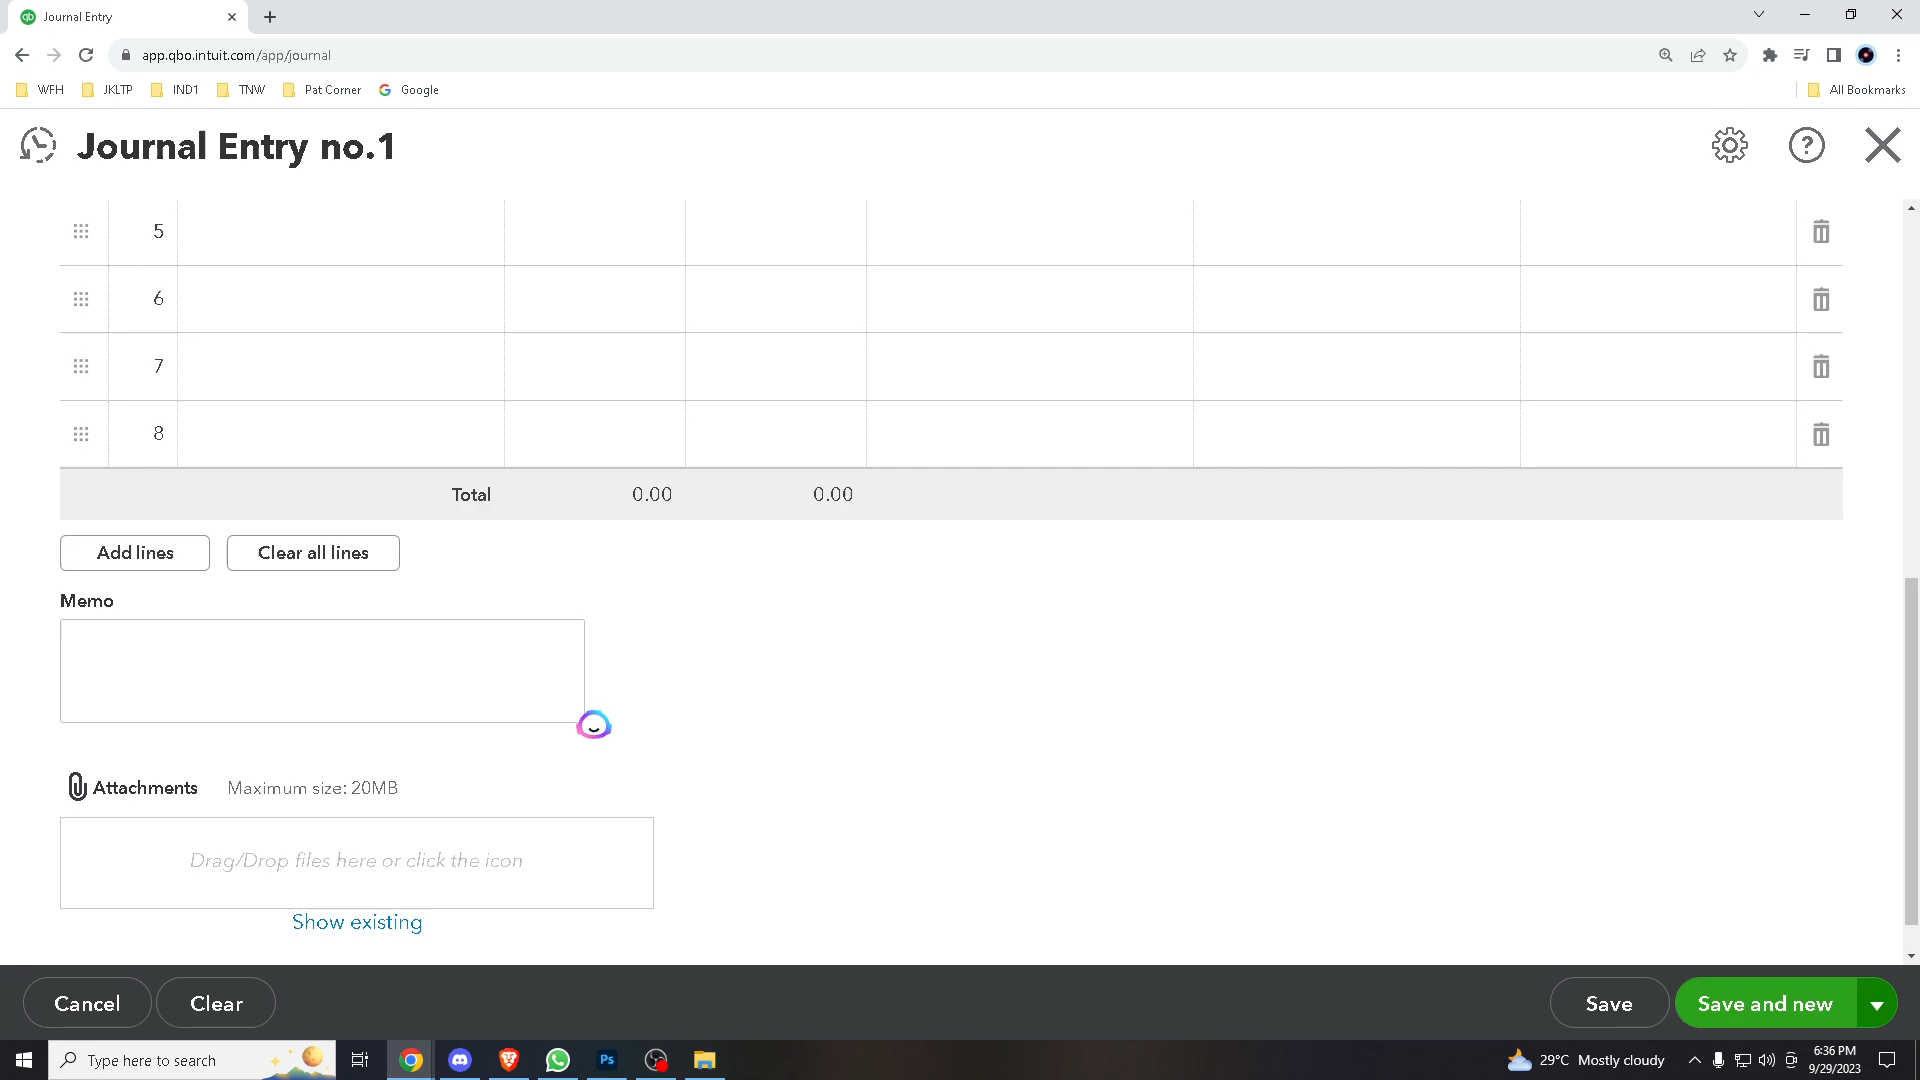 Journal Entry
app.qbo.intuit.com/app/journal
WFH JKLTP IND1 TNW Pat Corner Google All Bookmarks
Journal Entry no.1
5
6
7
8
Total 0.00 0.00
Add lines Clear all lines
Memo
Attachments Maximum size: 20MB
Drag/Drop files here or click the icon
Show existing
Cancel Clear Save Save and new
Type here to search Ps 29°C Mostly cloudy 6:36 PM
9/29/2023